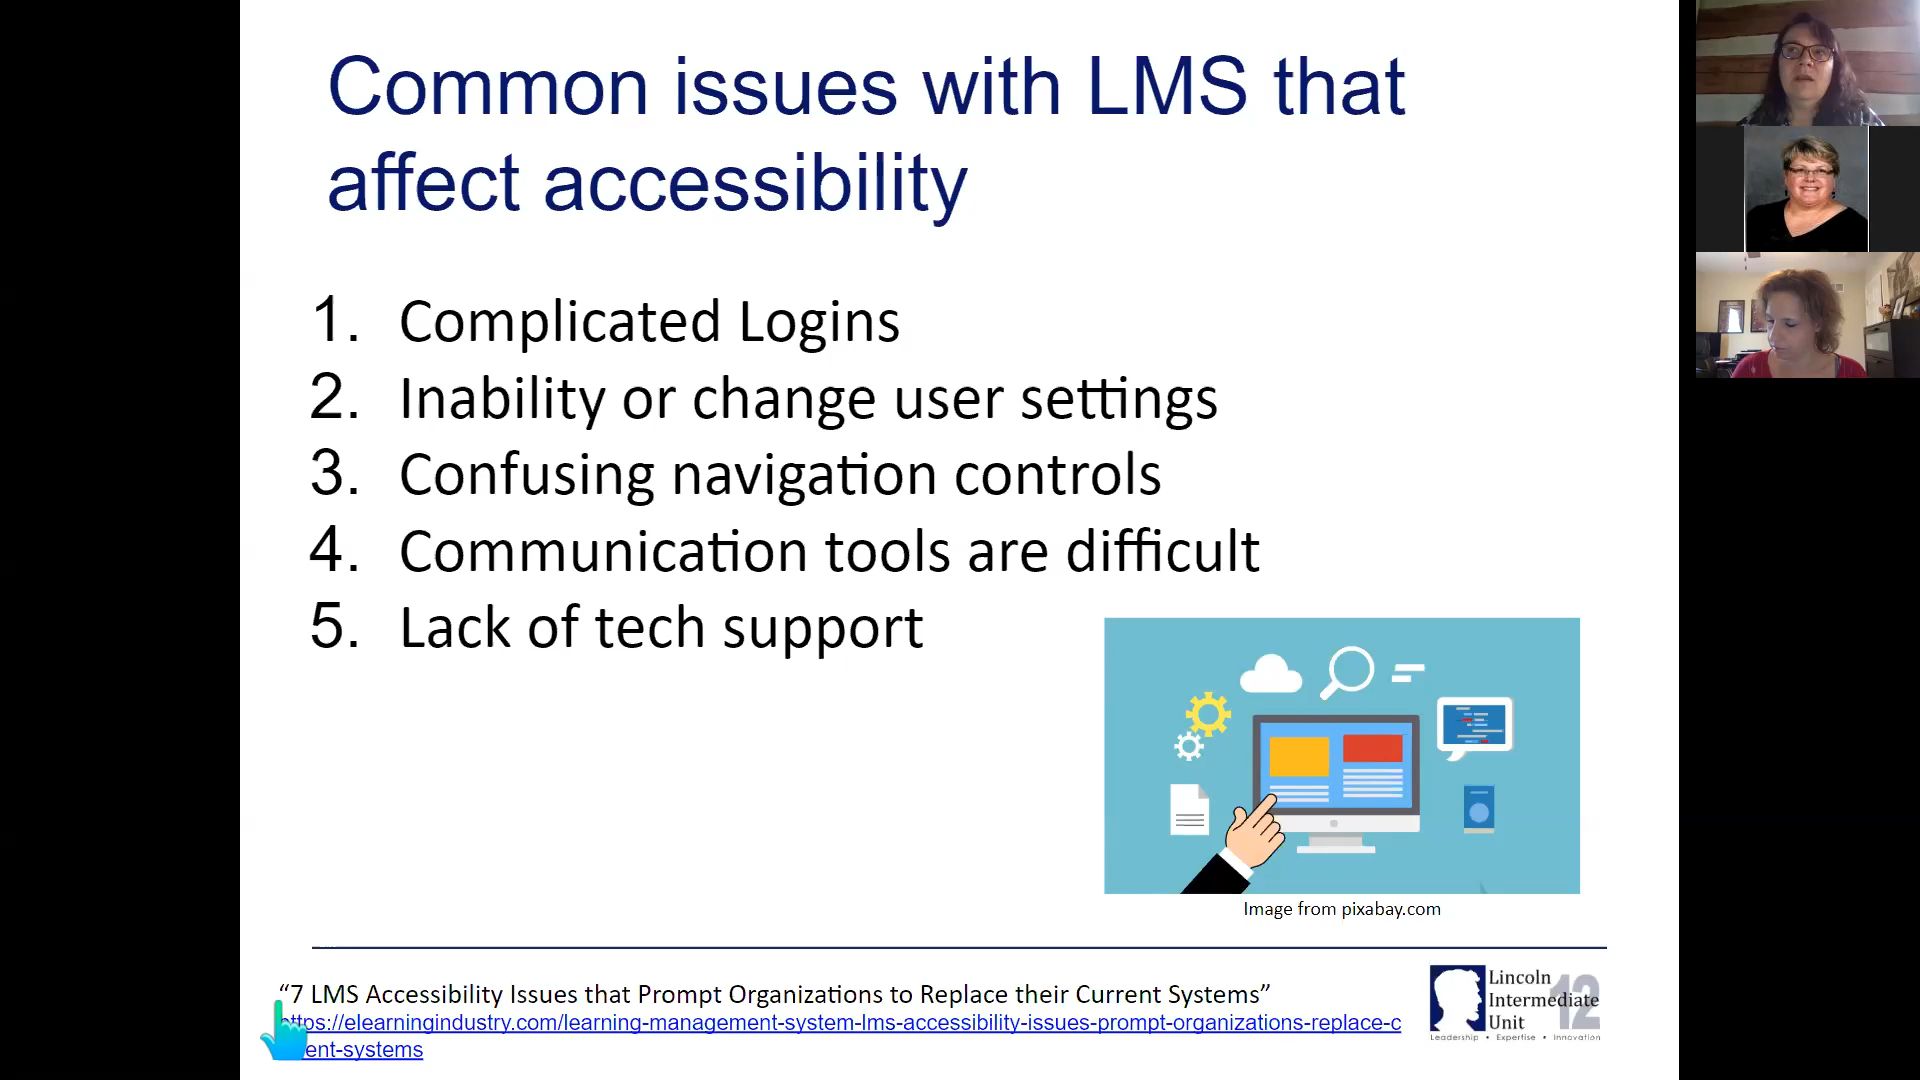 Common issues with LMS that
affect accessibility
1. Complicated Logins
2. Inability or change user settings
3. Confusing navigation controls
4. Communication tools are difficult
5. Lack of tech support
Image from pixabay.com
“7 LMS Accessibility Issues that Prompt Organizations to Replace their Current Systems”
ttps://elearningindustry.com/learning-management-system-lms-accessibility-issues-prompt-organizations-replace-c
ent-systems
Lincoln
Intermediate
Unit
12
Leadership • Expertise • Innovation